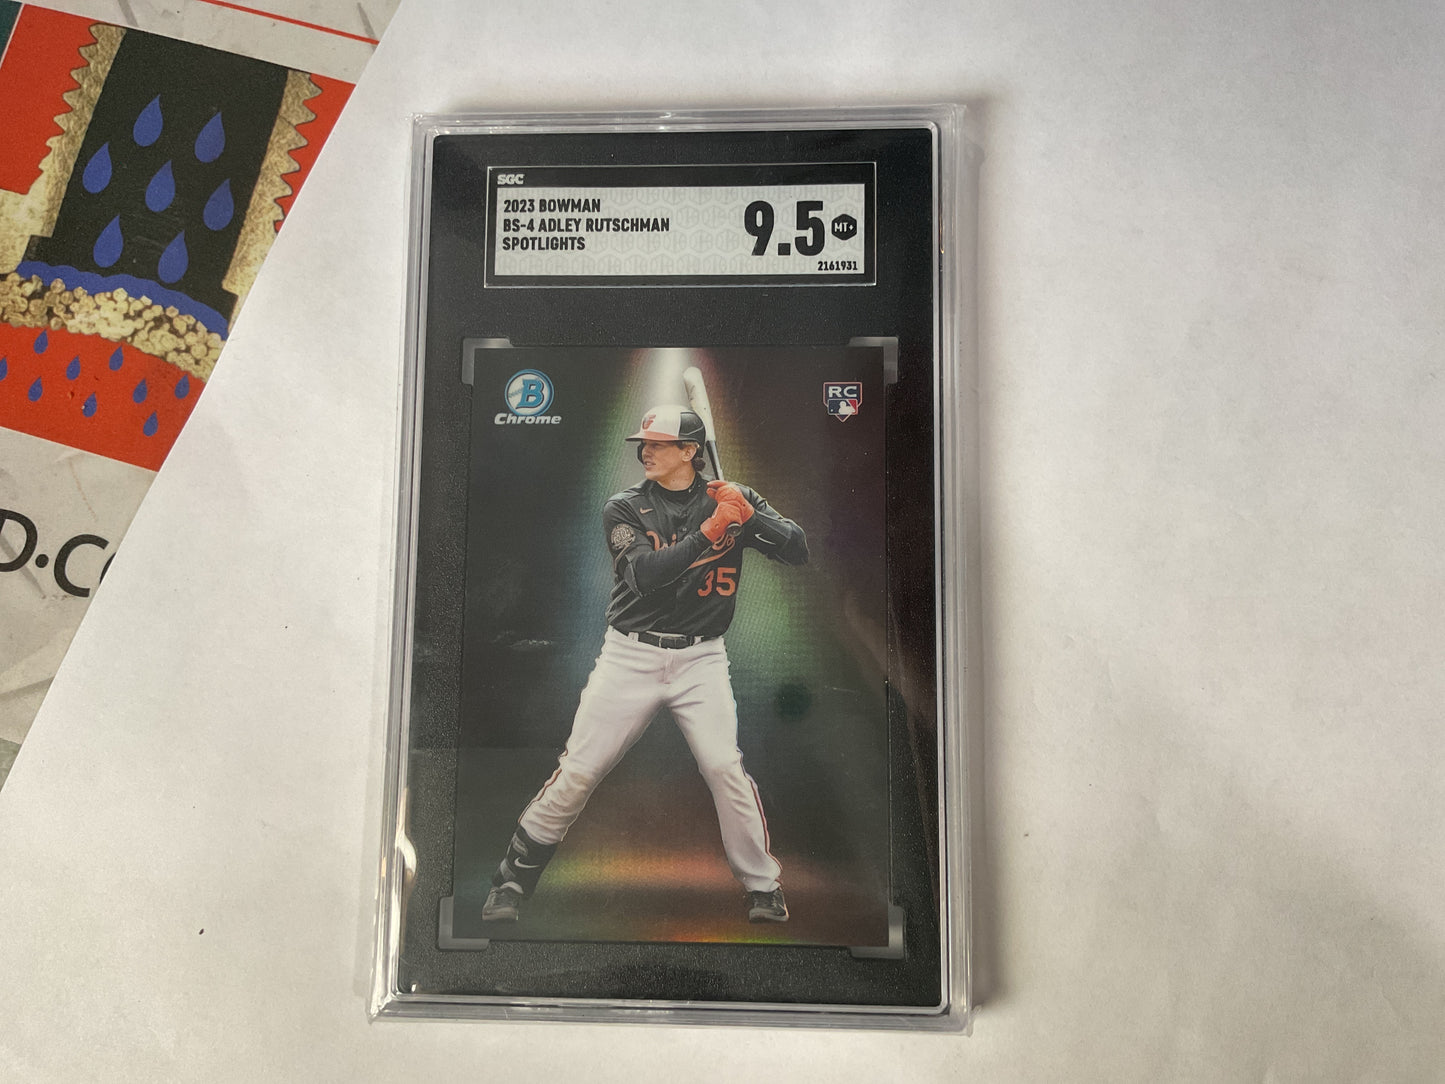 SGC
2023 BOWMAN
BS-4 ADLEY RUTSCHMAN
SPOTLIGHTS
9.5
MT+
2161931
B
Chrome
RC
35
D.C